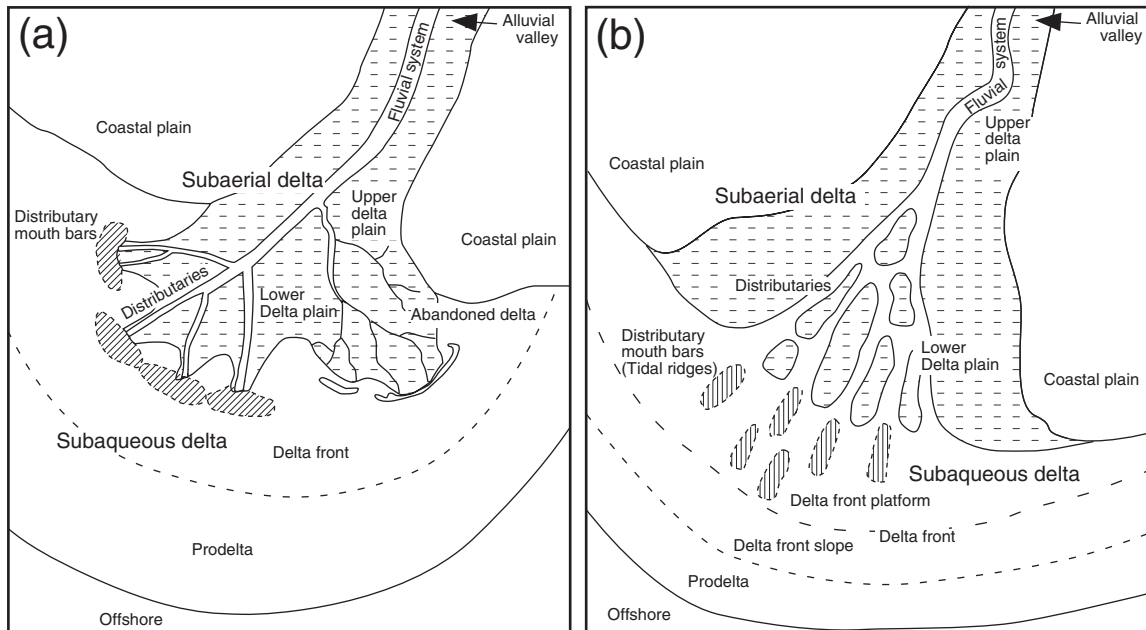 (a)
Alluvial
valley
Fluvial system
Coastal plain
Subaerial delta
Distributary
mouth bars
Upper
delta
plain
Coastal plain
Distributaries
Lower
Delta plain
Abandoned delta
Subaqueous delta
Delta front
Prodelta
Offshore
(b)
Alluvial
valley
Fluvial system
Upper
delta
plain
Coastal plain
Subaerial delta
Distributaries
Distributary
mouth bars
(Tidal ridges)
Lower
Delta plain
Coastal plain
Subaqueous delta
Delta front platform
Delta front
Delta front slope
Prodelta
Offshore